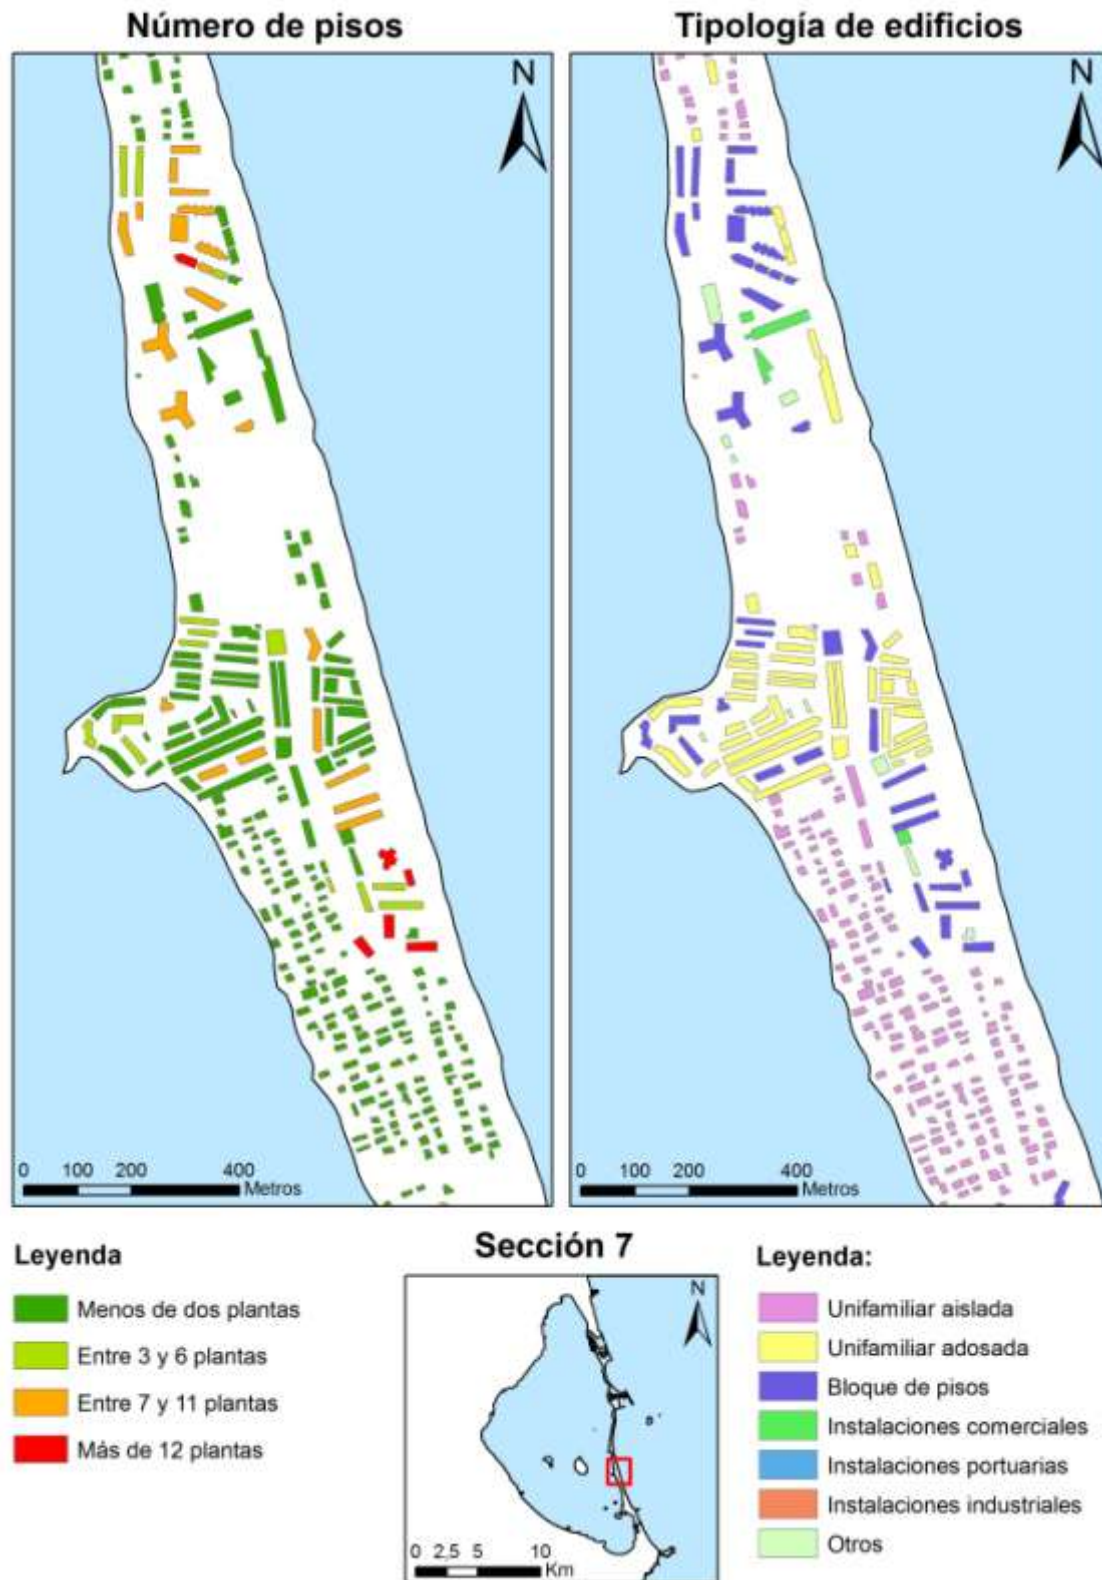 Número de pisos
Tipología de edificios
N
N
0 100 200 400
Metros
0 100 200 400
Metros
Leyenda
Menos de dos plantas
Entre 3 y 6 plantas
Entre 7 y 11 plantas
Más de 12 plantas
Sección 7
N
0 2,5 5 10
Km
Leyenda:
Unifamiliar aislada
Unifamiliar adosada
Bloque de pisos
Instalaciones comerciales
Instalaciones portuarias
Instalaciones industriales
Otros